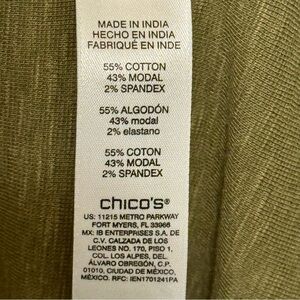 MADE IN INDIA
HECHO EN INDIA
FABRIQUÉ EN INDE
55% COTTON
43% MODAL
2% SPANDEX
55% ALGODÓN
43% modal
2% elastano
55% COTON
43% MODAL
2% SPANDEX
chico's®
US: 11215 METRO PARKWAY
FORT MYERS, FL 33966
MX: IB ENTERPRISES S.A. DE
C.V. CALZADA DE LOS
LEONES NO. 170, PISO 1,
COL. LOS ALPES, DEL.
ÁLVARO OBREGÓN, C.P.
01010, CIUDAD DE MÉXICO,
MÉXICO. RFC: IEN1701241PA